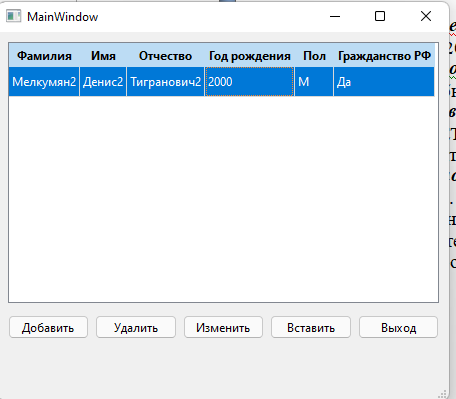 MainWindow
Фамилия Имя Отчество Год рождения Пол Гражданство РФ
Мелкумян2 Денис2 Тигранович2 2000 М Да
Добавить Удалить Изменить Вставить Выход